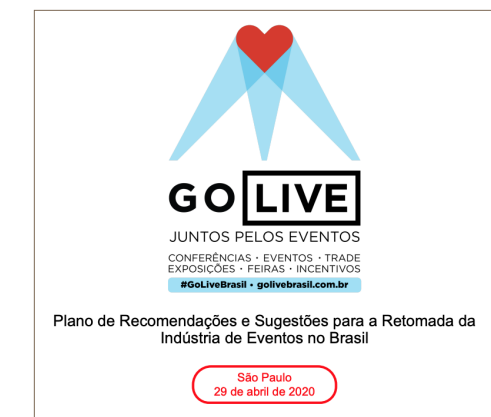 GO LIVE
JUNTOS PELOS EVENTOS
CONFERÊNCIAS · EVENTOS · TRADE
EXPOSIÇÕES · FEIRAS · INCENTIVOS
#GoLiveBrasil • golivebrasil.com.br
Plano de Recomendações e Sugestões para a Retomada da
Indústria de Eventos no Brasil
São Paulo
29 de abril de 2020